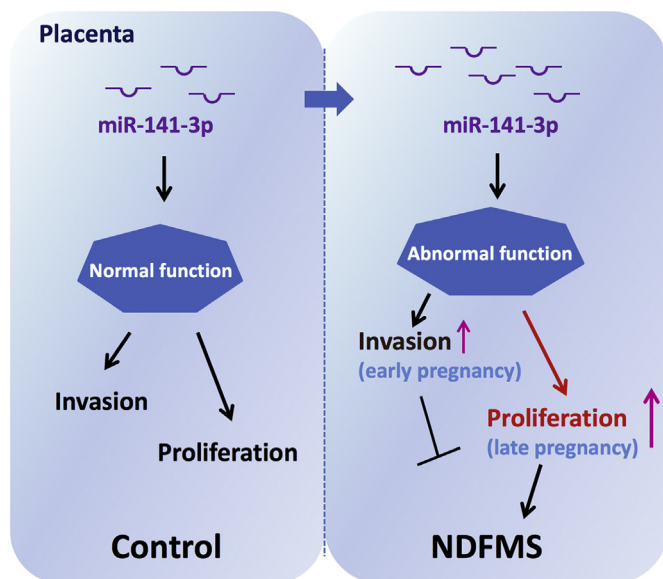 Placenta
miR-141-3p
Normal function
Invasion
Proliferation
Control
miR-141-3p
Abnormal function
Invasion
(early pregnancy)
Proliferation
(late pregnancy)
NDFMS